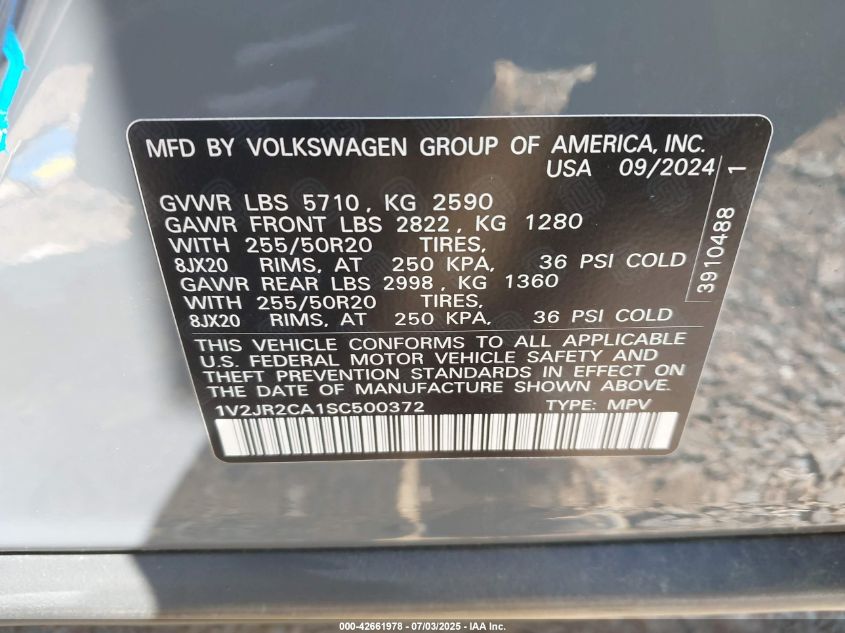 MFD BY VOLKSWAGEN GROUP OF AMERICA, INC.
USA 09/2024
GVWR LBS 5710, KG 2590
GAWR FRONT LBS 2822, KG 1280
WITH 255/50R20 TIRES,
8JX20 RIMS, AT 250 KPA, 36 PSI COLD
GAWR REAR LBS 2998, KG 1360
WITH 255/50R20 TIRES,
8JX20 RIMS, AT 250 KPA, 36 PSI COLD
THIS VEHICLE CONFORMS TO ALL APPLICABLE
U.S. FEDERAL MOTOR VEHICLE SAFETY AND
THEFT PREVENTION STANDARDS IN EFFECT ON
THE DATE OF MANUFACTURE SHOWN ABOVE.
1V2JR2CA1SC500372 TYPE: MPV
3910488 1
000-42661978 - 07/03/2025 - IAA Inc.